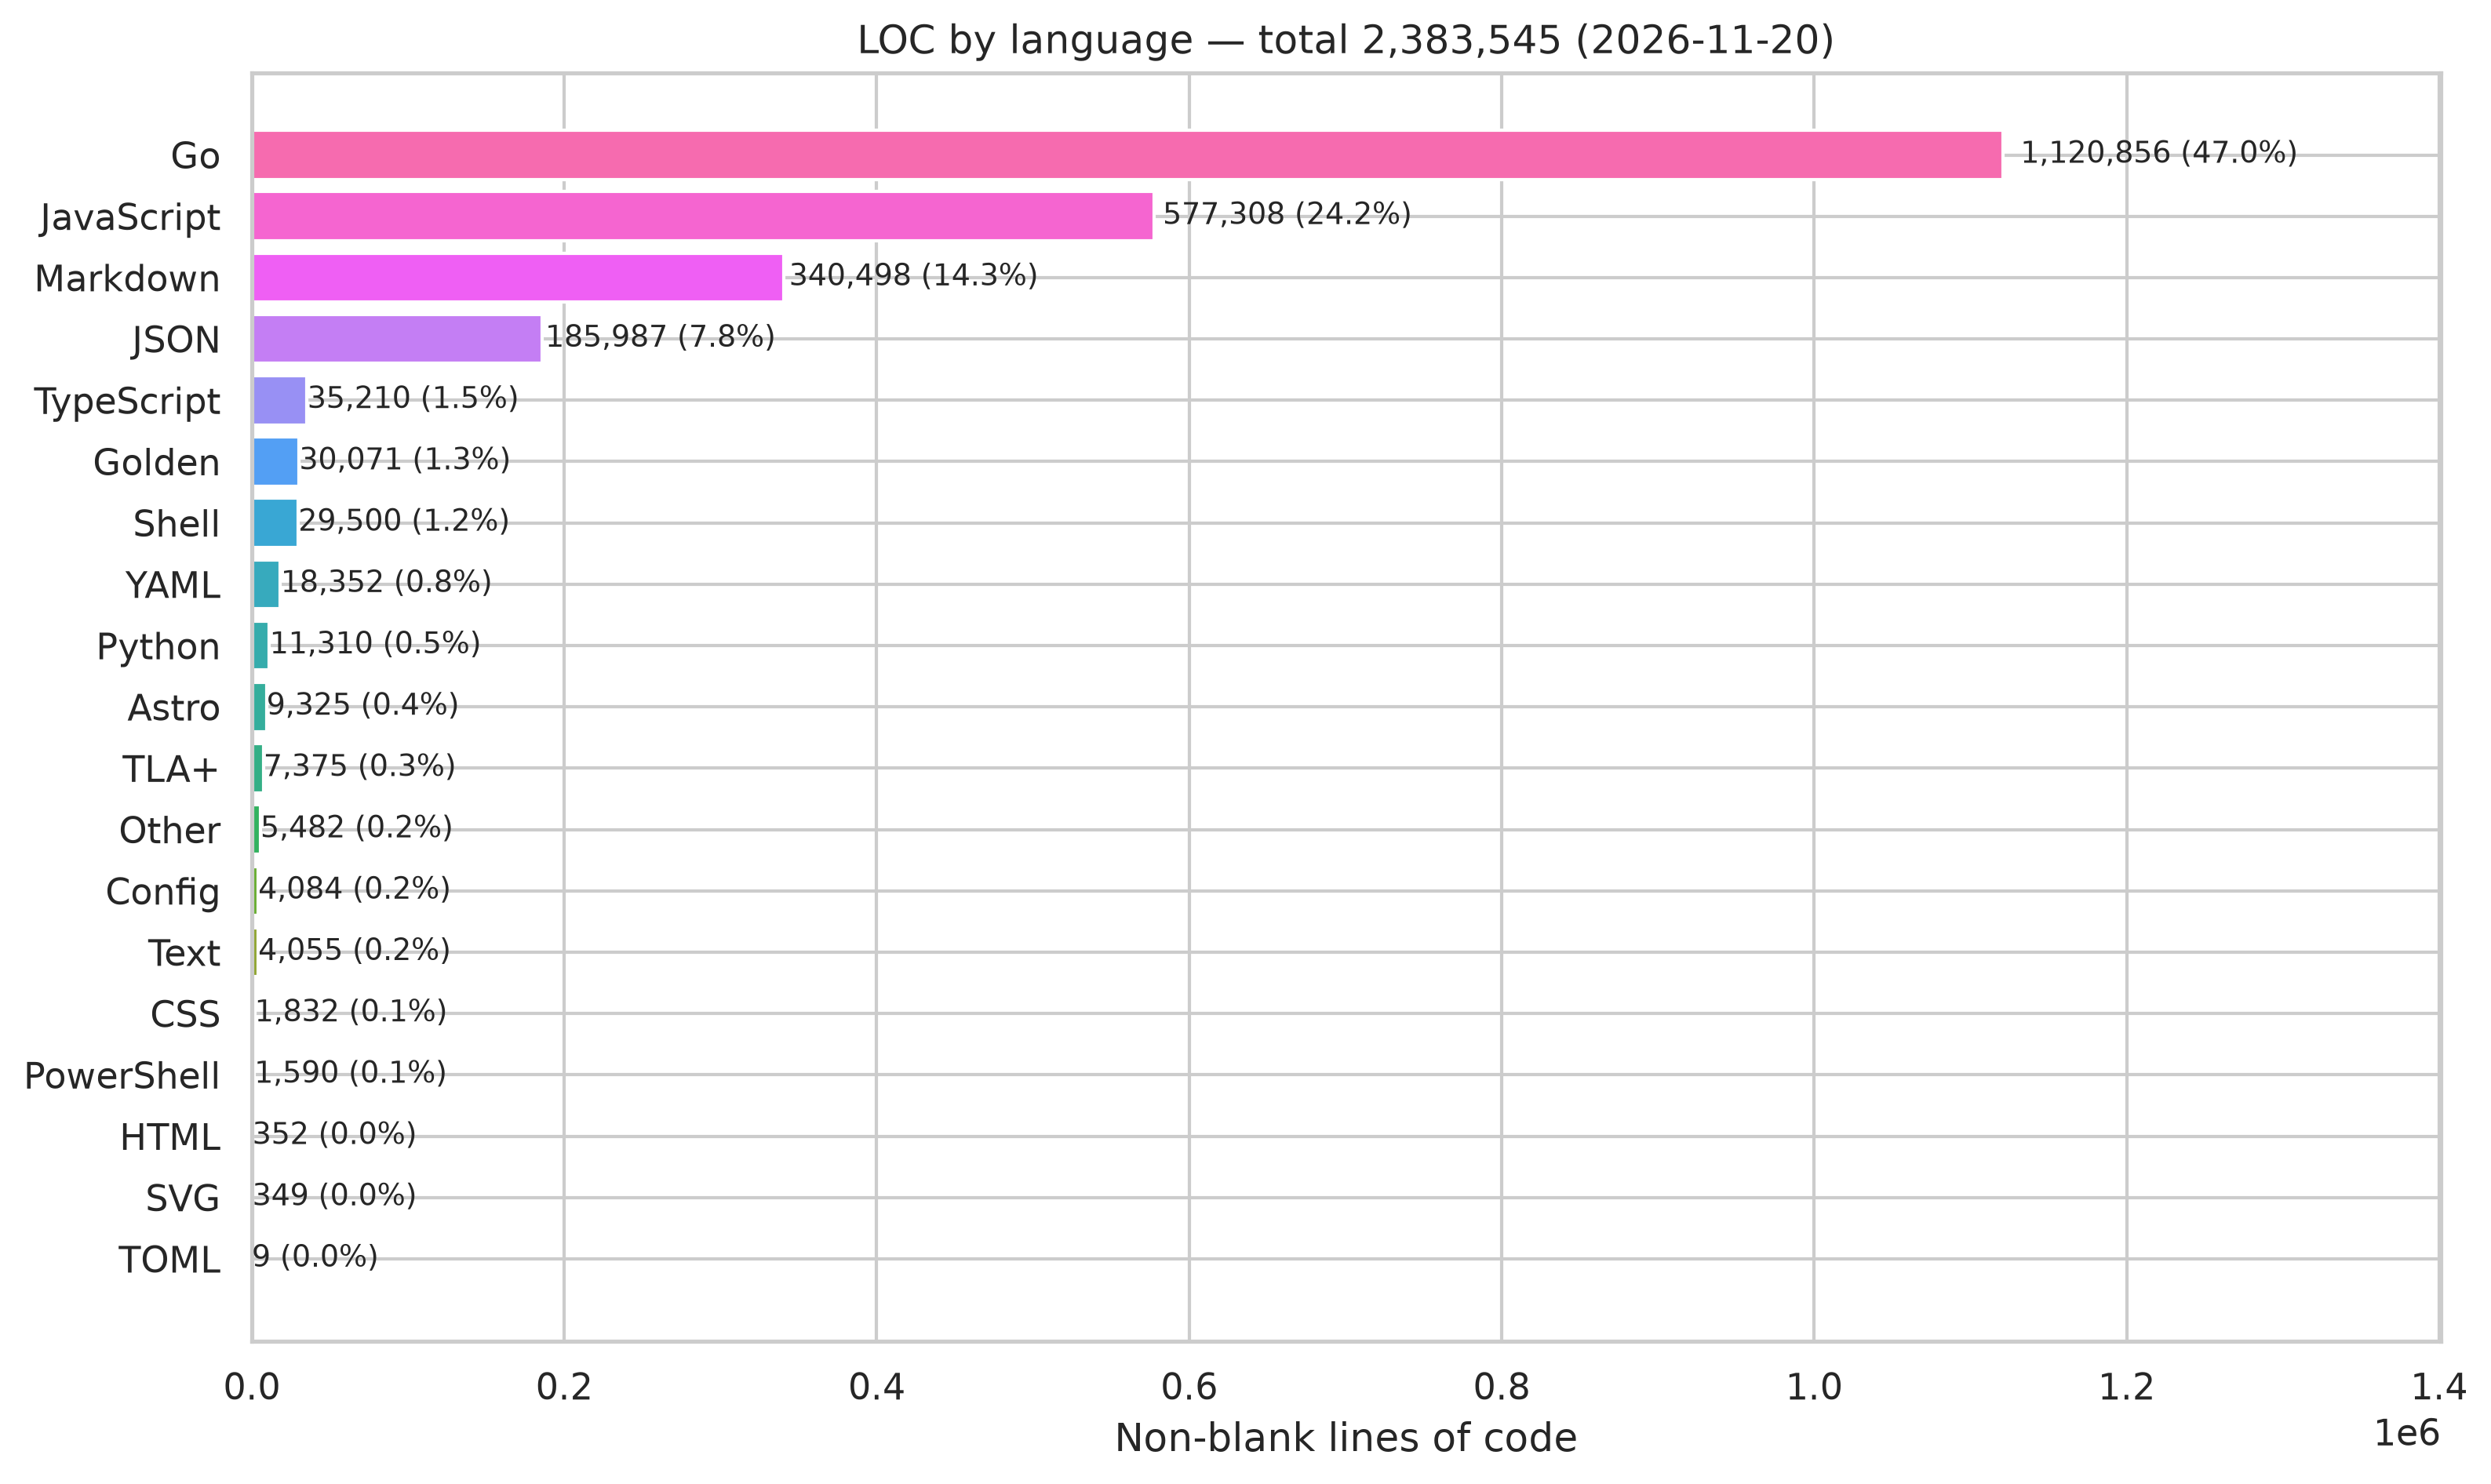 LOC by language — total 2,383,545 (2026-11-20)
Go 1,120,856 (47.0%)
JavaScript 577,308 (24.2%)
Markdown 340,498 (14.3%)
JSON 185,987 (7.8%)
TypeScript 35,210 (1.5%)
Golden 30,071 (1.3%)
Shell 29,500 (1.2%)
YAML 18,352 (0.8%)
Python 11,310 (0.5%)
Astro 9,325 (0.4%)
TLA+ 7,375 (0.3%)
Other 5,482 (0.2%)
Config 4,084 (0.2%)
Text 4,055 (0.2%)
CSS 1,832 (0.1%)
PowerShell 1,590 (0.1%)
HTML 352 (0.0%)
SVG 349 (0.0%)
TOML 9 (0.0%)
0.0 0.2 0.4 0.6 0.8 1.0 1.2 1.4
1e6
Non-blank lines of code